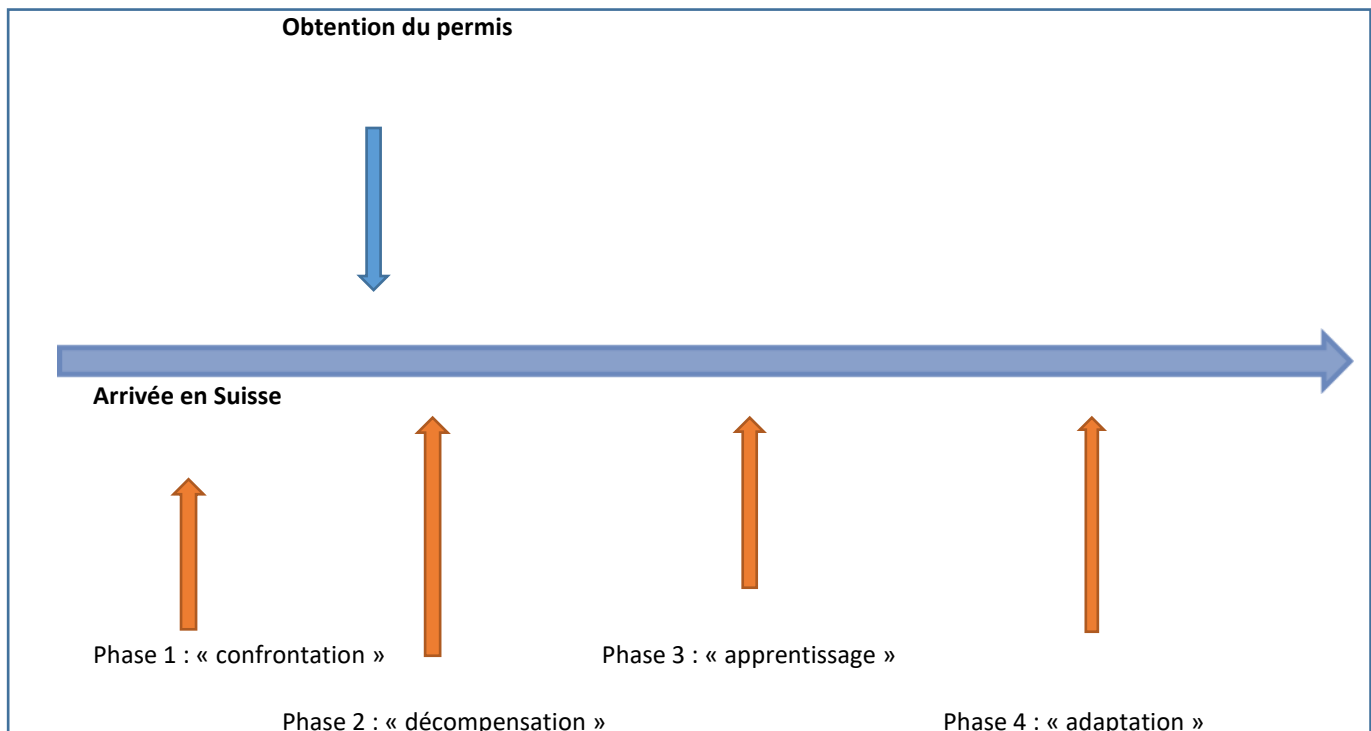 Obtention du permis
Arrivée en Suisse
Phase 1 : « confrontation »
Phase 3 : « apprentissage »
Phase 2 : « décompensation »
Phase 4 : « adaptation »